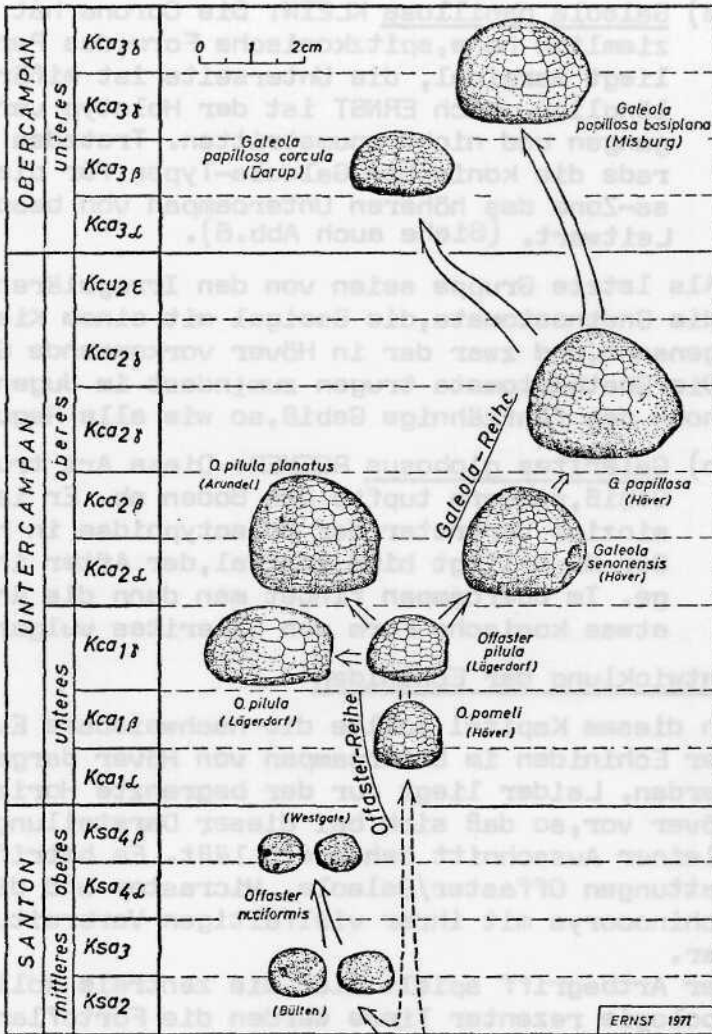 OBERCAMPAN
unteres
UNTERCAMPAN
oberes
unteres
SANTON
oberes
mittleres
Kca3δ
Kca3γ
Kca3β
Kca3α
Kca2ε
Kca2δ
Kca2γ
Kca2β
Kca2α
Kca1γ
Kca1β
Kca1α
Ksa4β
Ksa4α
Ksa3
Ksa2
0 1 2cm
Galeola
papillosa basiplana
(Misburg)
Galeola
papillosa corcula
(Darup)
Galeola-Reihe
O. pilula planatus
(Arundel)
G. papillosa
(Höver)
Galeola
senonensis
(Höver)
Offaster
pilula
(Lägerdorf)
O. pilula
(Lägerdorf)
O. pomeli
(Höver)
Offaster-Reihe
(Westgate)
Offaster
nuciformis
(Bülten)
ERNST 1971